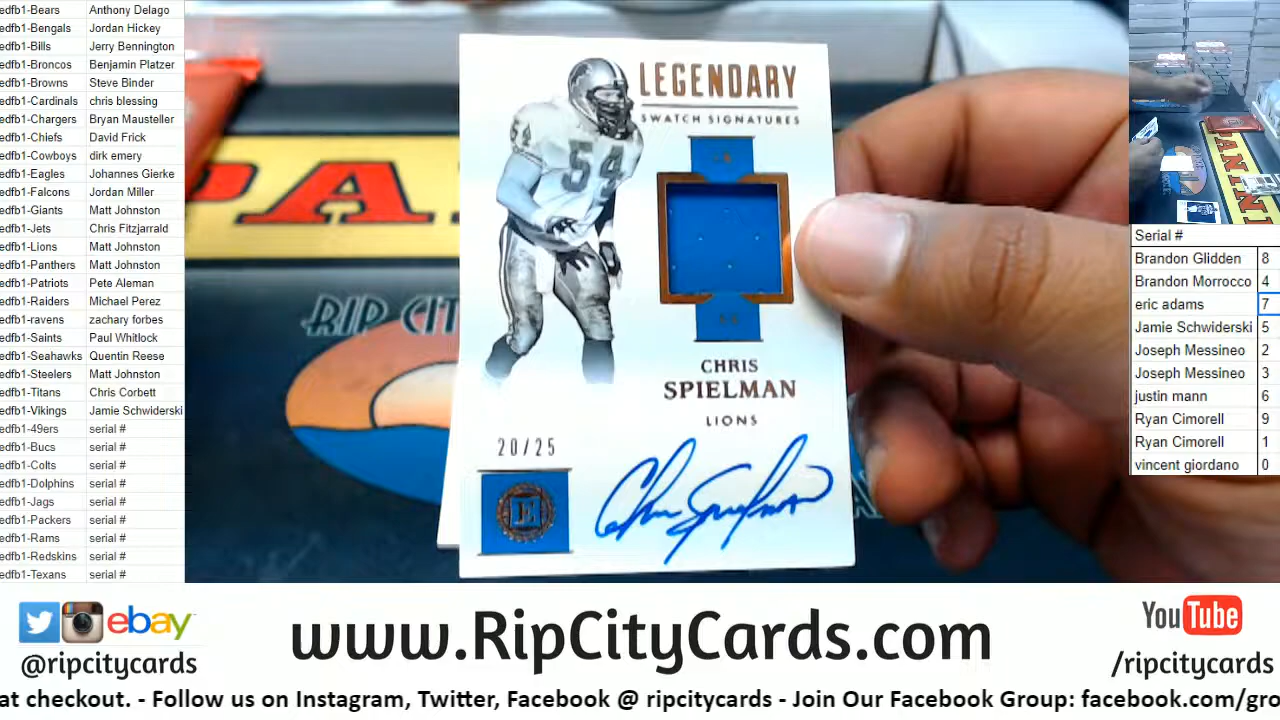 edfb1-Bears Anthony Delago
edfb1-Bengals Jordan Hickey
edfb1-Bills Jerry Bennington
edfb1-Broncos Benjamin Platzer
edfb1-Browns Steve Binder
edfb1-Cardinals chris blessing
edfb1-Chargers Bryan Mausteller
edfb1-Chiefs David Frick
edfb1-Cowboys dirk emery
edfb1-Eagles Johannes Gierke
edfb1-Falcons Jordan Miller
edfb1-Giants Matt Johnston
edfb1-Jets Chris Fitzjarrald
edfb1-Lions Matt Johnston
edfb1-Panthers Matt Johnston
edfb1-Patriots Pete Aleman
edfb1-Raiders Michael Perez
edfb1-ravens zachary forbes
edfb1-Saints Paul Whitlock
edfb1-Seahawks Quentin Reese
edfb1-Steelers Matt Johnston
edfb1-Titans Chris Corbett
edfb1-Vikings Jamie Schwiderski
edfb1-49ers serial #
edfb1-Bucs serial #
edfb1-Colts serial #
edfb1-Dolphins serial #
edfb1-Jags serial #
edfb1-Packers serial #
edfb1-Rams serial #
edfb1-Redskins serial #
edfb1-Texans serial #
RIP CIT
LEGENDARY
SWATCH SIGNATURES
54
54
CHRIS
SPIELMAN
LIONS
20/25
E
Chris Spielman
PANINI
Serial #
Brandon Glidden 8
Brandon Morrocco 4
eric adams 7
Jamie Schwiderski 5
Joseph Messineo 2
Joseph Messineo 3
justin mann 6
Ryan Cimorell 9
Ryan Cimorell 1
vincent giordano 0
ebay
@ripcitycards
www.RipCityCards.com
YouTube
/ripcitycards
at checkout. - Follow us on Instagram, Twitter, Facebook @ ripcitycards - Join Our Facebook Group: facebook.com/gro